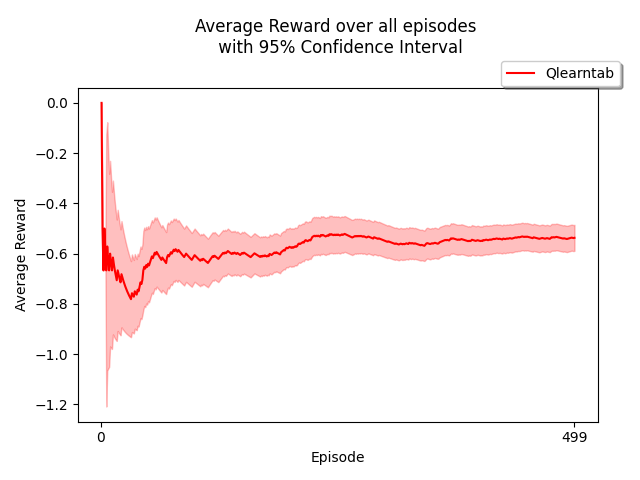 Average Reward over all episodes
with 95% Confidence Interval
Qlearntab
0.0
−0.2
−0.4
−0.6
−0.8
−1.0
−1.2
Average Reward
0
499
Episode